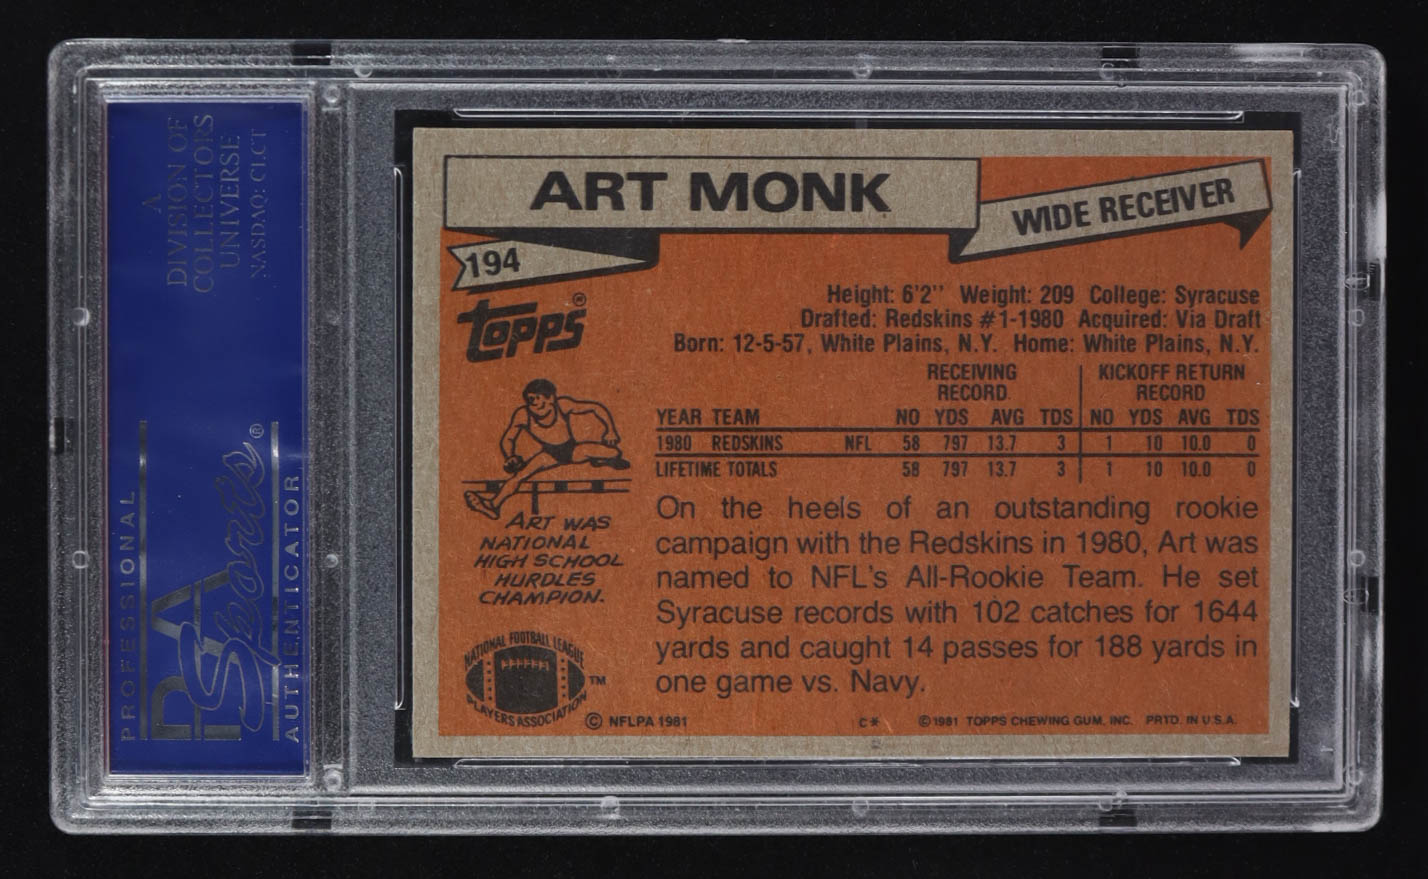 A
DIVISION OF
COLLECTORS
UNIVERSE
NASDAQ: CLCT
PROFESSIONAL
PSA
Sports®
AUTHENTICATOR
ART MONK
WIDE RECEIVER
194
TOPPS®
Height: 6'2'' Weight: 209 College: Syracuse
Drafted: Redskins #1-1980 Acquired: Via Draft
Born: 12-5-57, White Plains, N.Y. Home: White Plains, N.Y.
RECEIVING RECORD KICKOFF RETURN RECORD
YEAR TEAM NO YDS AVG TDS NO YDS AVG TDS
1980 REDSKINS NFL 58 797 13.7 3 1 10 10.0 0
LIFETIME TOTALS 58 797 13.7 3 1 10 10.0 0
ART WAS
NATIONAL
HIGH SCHOOL
HURDLES
CHAMPION.
On the heels of an outstanding rookie
campaign with the Redskins in 1980, Art was
named to NFL's All-Rookie Team. He set
Syracuse records with 102 catches for 1644
yards and caught 14 passes for 188 yards in
one game vs. Navy.
NATIONAL FOOTBALL LEAGUE
PLAYERS ASSOCIATION
TM
© NFLPA 1981
C* © 1981 TOPPS CHEWING GUM, INC. PRTD. IN U.S.A.